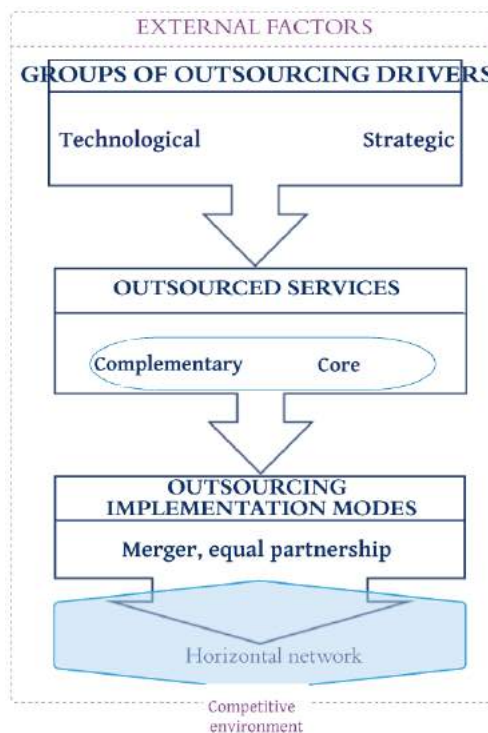 EXTERNAL FACTORS
GROUPS OF OUTSOURCING DRIVERS
Technological Strategic
OUTSOURCED SERVICES
Complementary Core
OUTSOURCING
IMPLEMENTATION MODES
Merger, equal partnership
Horizontal network
Competitive
environment